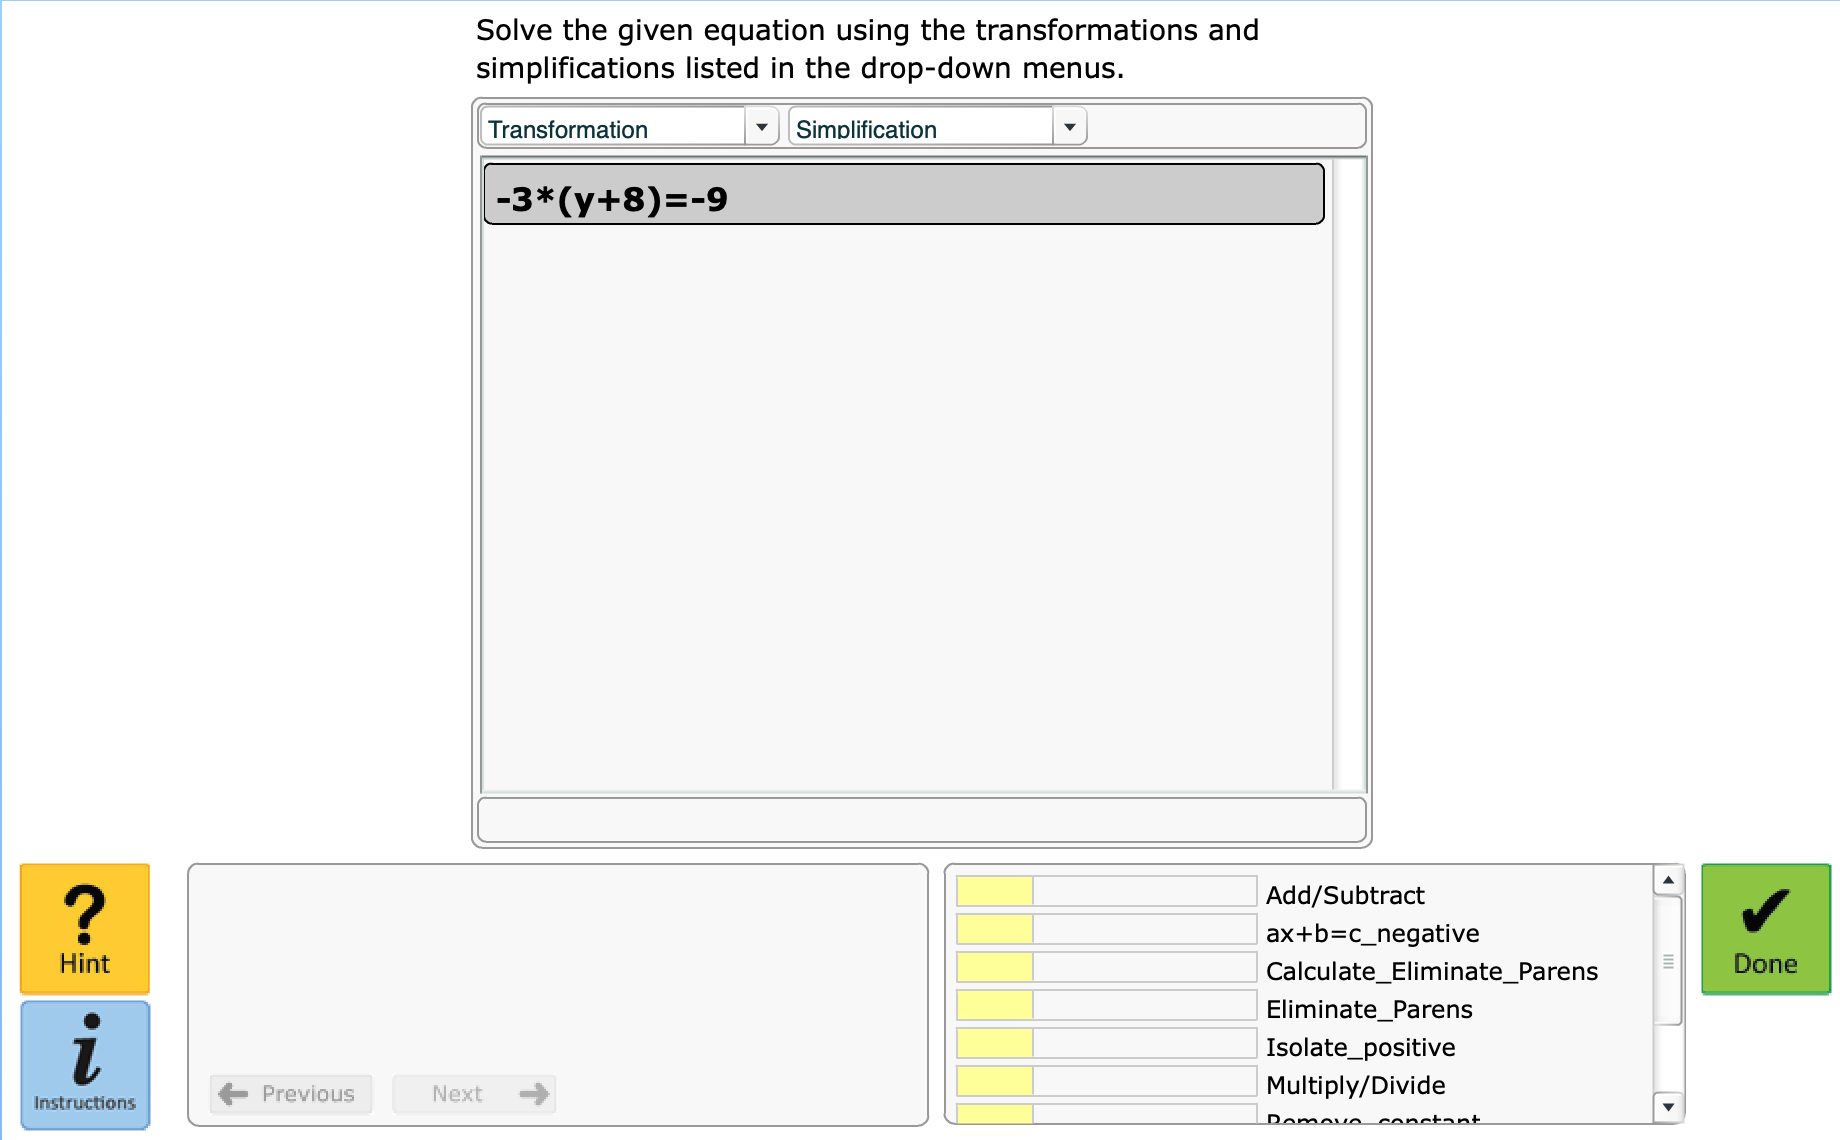 Solve the given equation using the transformations and
simplifications listed in the drop-down menus.
Transformation
Simplification
-3*(y+8)=-9
?
Hint
i
Instructions
Previous
Next
Add/Subtract
ax+b=c_negative
Calculate_Eliminate_Parens
Eliminate_Parens
Isolate_positive
Multiply/Divide
Remove_constant
Done